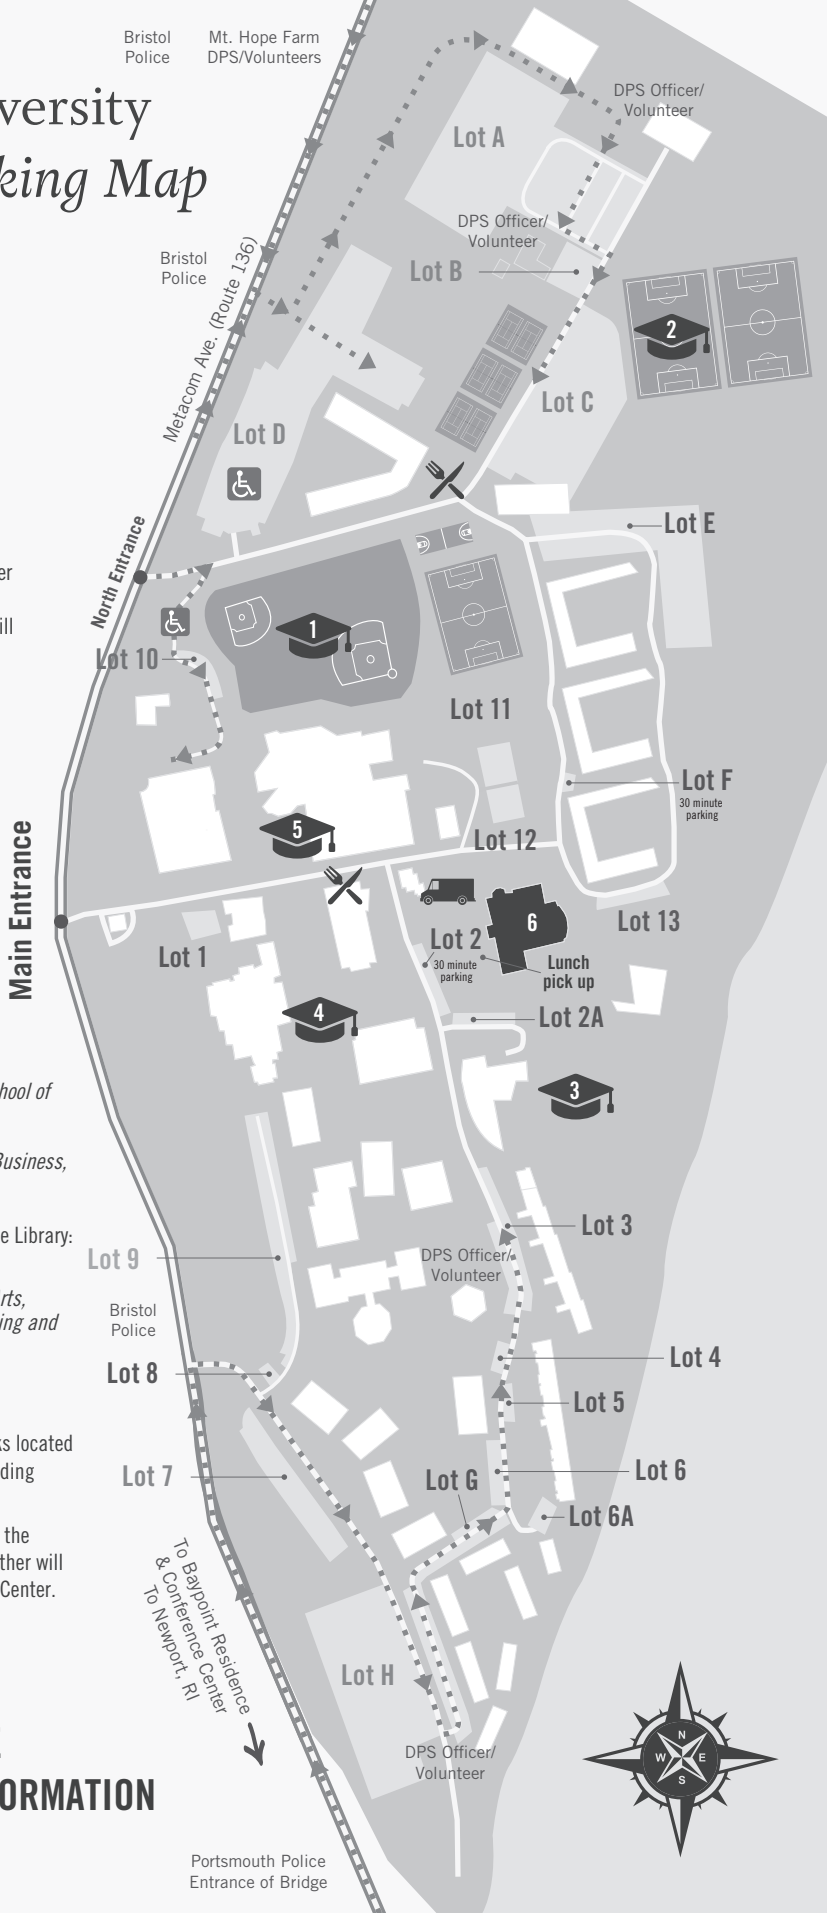 Bristol
Police
Mt. Hope Farm
DPS/Volunteers
versity
king Map
DPS Officer/
Volunteer
Lot A
DPS Officer/
Volunteer
Bristol
Police
Lot B
Metacom Ave. (Route 136)
2
Lot C
Lot D
Lot E
North Entrance
er
ill
1
Lot 10
Lot 11
Lot F
30 minute
parking
5
Lot 12
Main Entrance
6
Lot 13
Lot 1
Lot 2
30 minute
parking
Lunch
pick up
4
Lot 2A
3
hool of
Business,
Lot 3
e Library:
Lot 9
DPS Officer/
Volunteer
rts,
ing and
Bristol
Police
Lot 4
Lot 8
Lot 5
ks located
ding
Lot 7
Lot G
Lot 6
Lot 6A
the
ther will
Center.
To Baypoint Residence
& Conference Center
To Newport, RI
Lot H
DPS Officer/
Volunteer
N
W E
S
ORMATION
Portsmouth Police
Entrance of Bridge